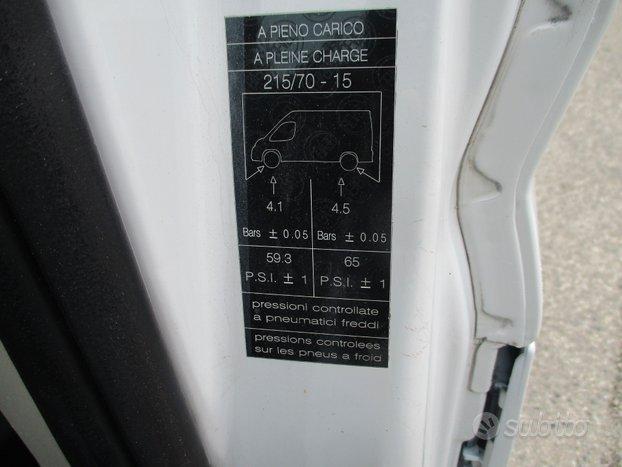 A PIENO CARICO
A PLEINE CHARGE
215/70 - 15
4.1 4.5
Bars ± 0.05 Bars ± 0.05
59.3 65
P.S.I. ± 1 P.S.I. ± 1
pressioni controllate
a pneumatici freddi
pressions controlees
sur les pneus a froid
subito